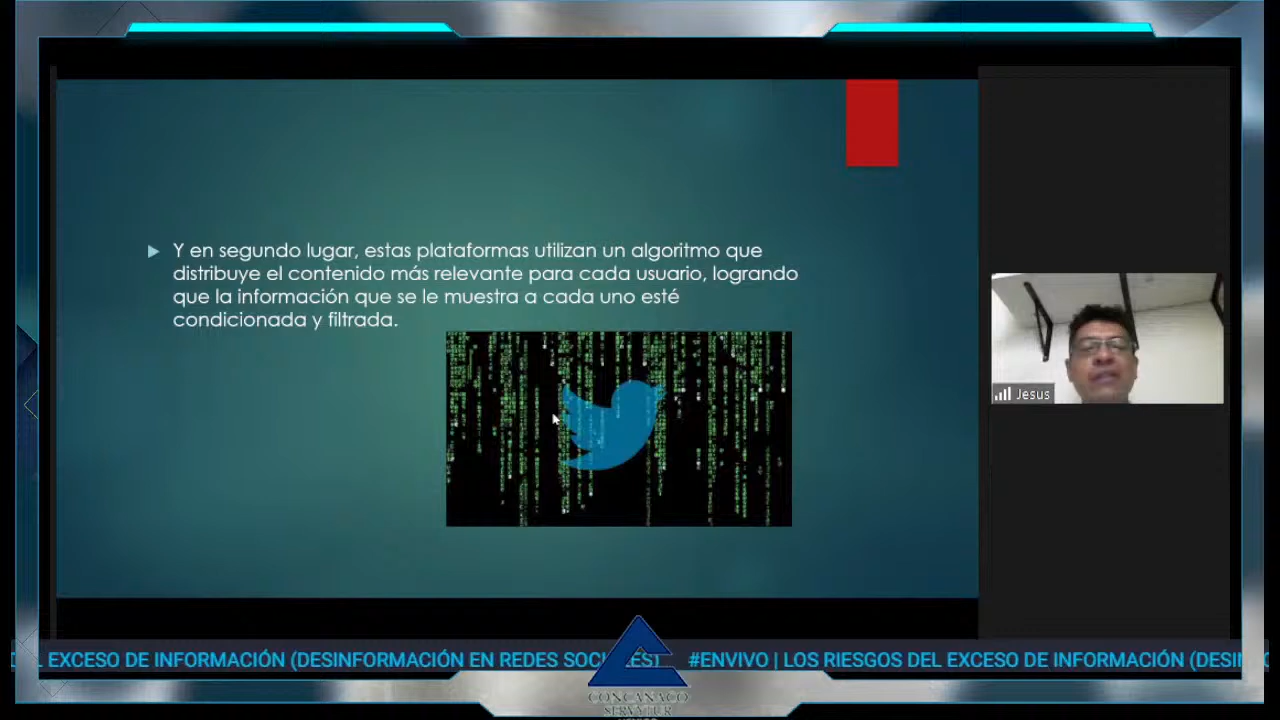 Y en segundo lugar, estas plataformas utilizan un algoritmo que
distribuye el contenido más relevante para cada usuario, logrando
que la información que se le muestra a cada uno esté
condicionada y filtrada.
Jesus
EXCESO DE INFORMACIÓN (DESINFORMACIÓN EN REDES SOCIALES) #ENVIVO | LOS RIESGOS DEL EXCESO DE INFORMACIÓN (DESI
CONCANACO
SERVYTUR